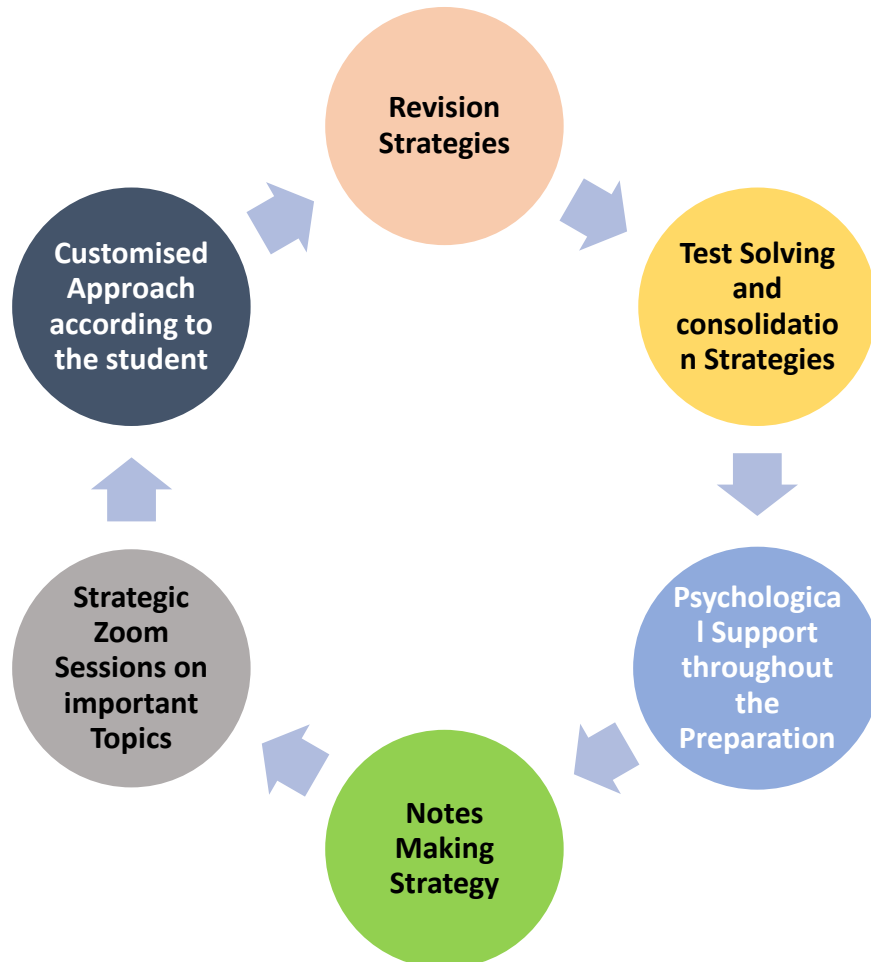 Revision
Strategies
Test Solving
and
consolidatio
n Strategies
Psychologica
l Support
throughout
the
Preparation
Notes
Making
Strategy
Strategic
Zoom
Sessions on
important
Topics
Customised
Approach
according to
the student